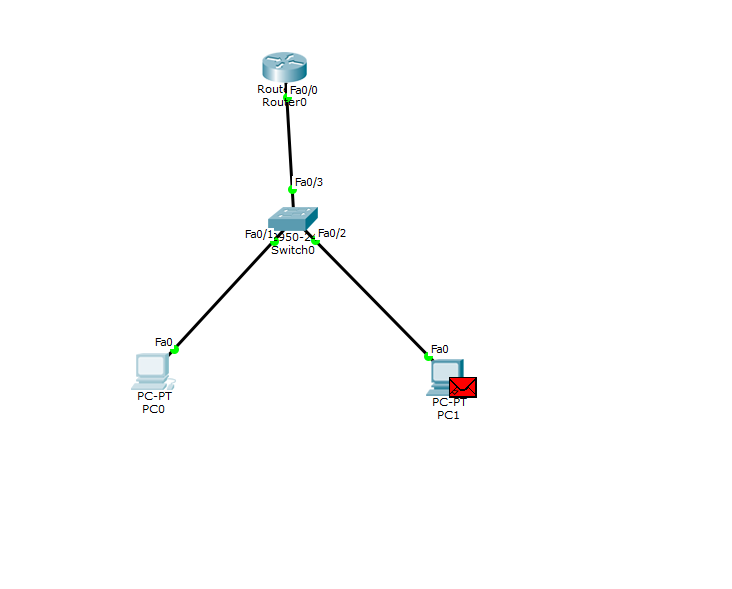 Fa0/0
Router0
Fa0/3
Fa0/1
Fa0/2
Switch0
Fa0
Fa0
PC-PT
PC0
PC-PT
PC1